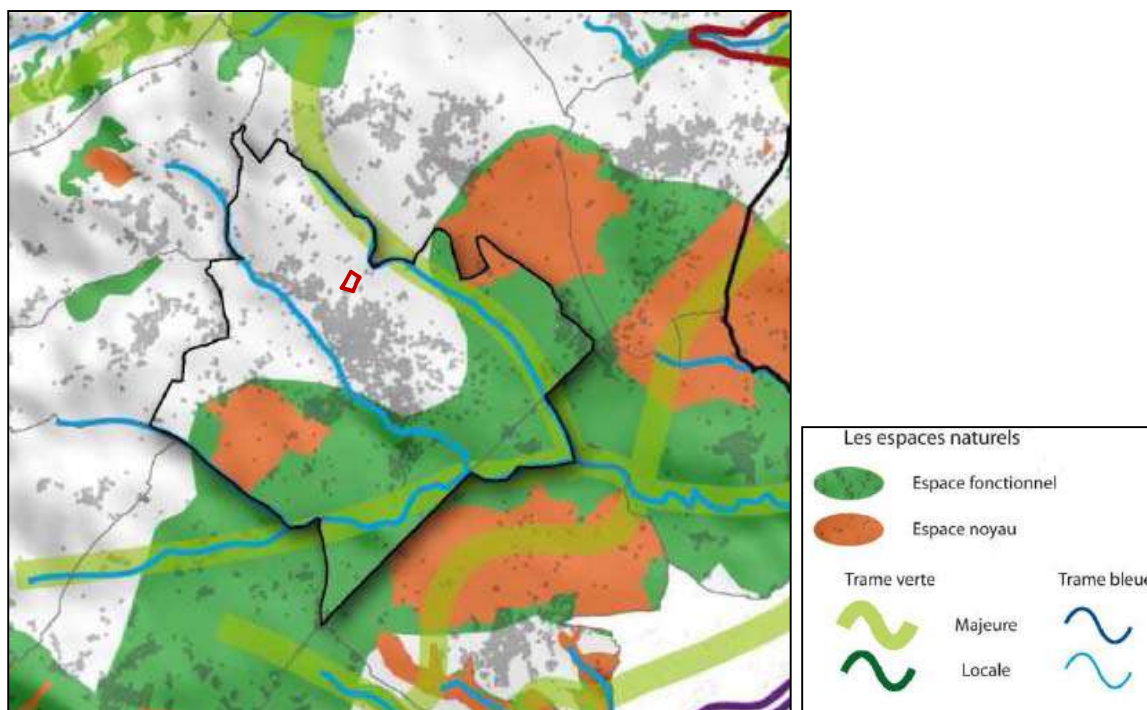 Les espaces naturels
Espace fonctionnel
Espace noyau
Trame verte Trame bleue
Majeure
Locale